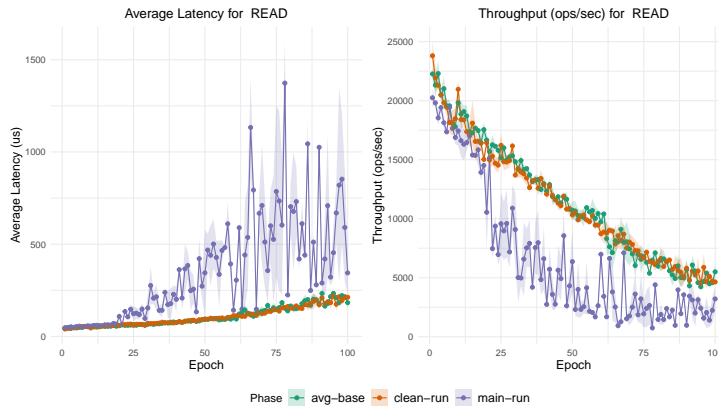 Average Latency for  READ
Average Latency (us)
1500
1000
500
0
0
25
50
75
100
Epoch
Throughput (ops/sec) for  READ
Throughput (ops/sec)
25000
20000
15000
10000
5000
0
0
25
50
75
10
Epoch
Phase
avg−base
clean−run
main−run